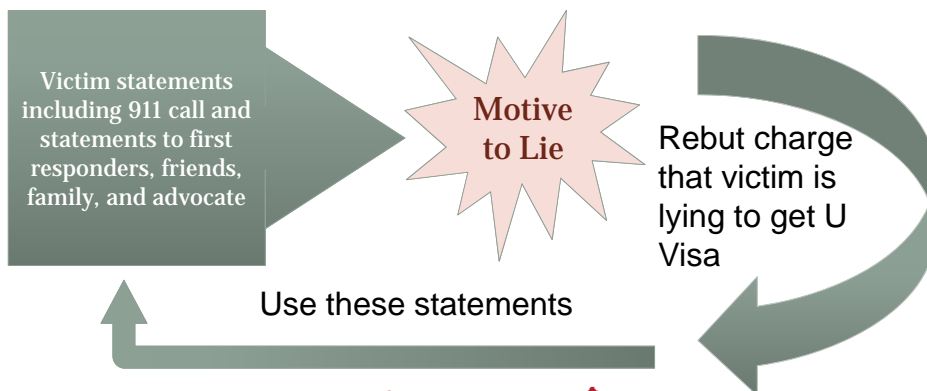 Victim statements
including 911 call and
statements to first
responders, friends,
family, and advocate
Motive
to Lie
Rebut charge
that victim is
lying to get U
Visa
Use these statements